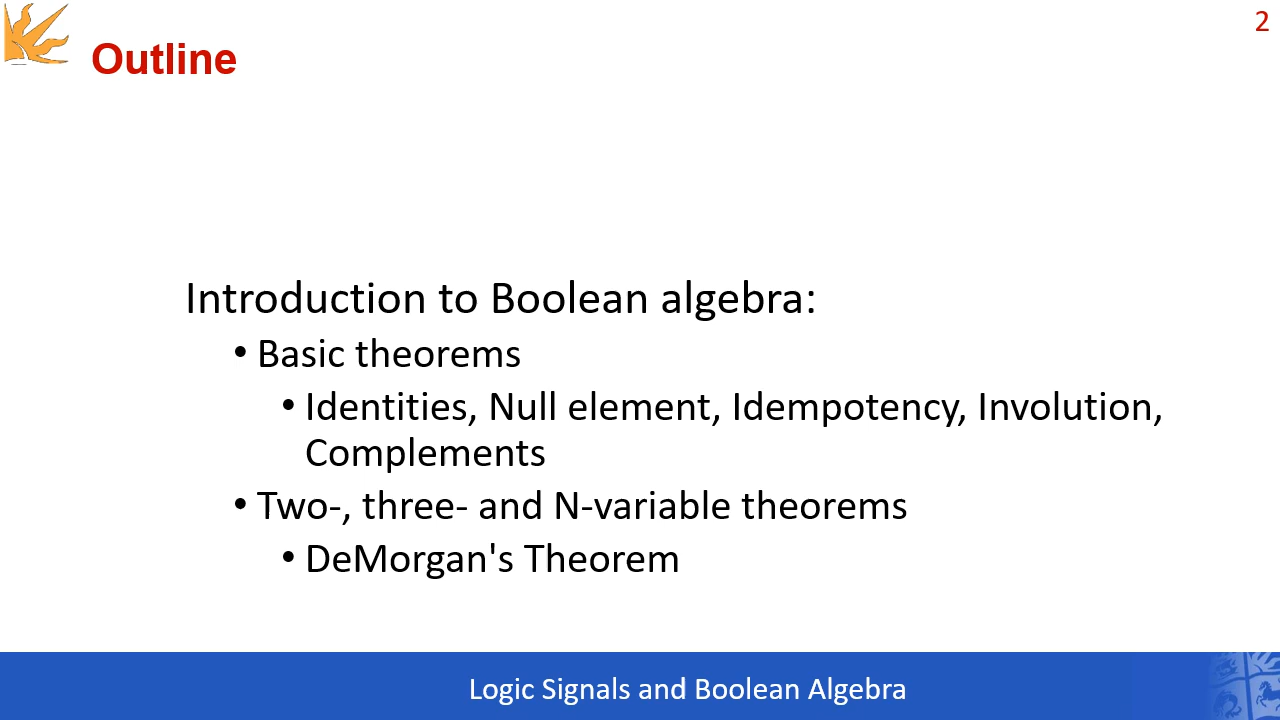 2
Outline
Introduction to Boolean algebra:
• Basic theorems
• Identities, Null element, Idempotency, Involution,
Complements
• Two-, three- and N-variable theorems
• DeMorgan's Theorem
Logic Signals and Boolean Algebra